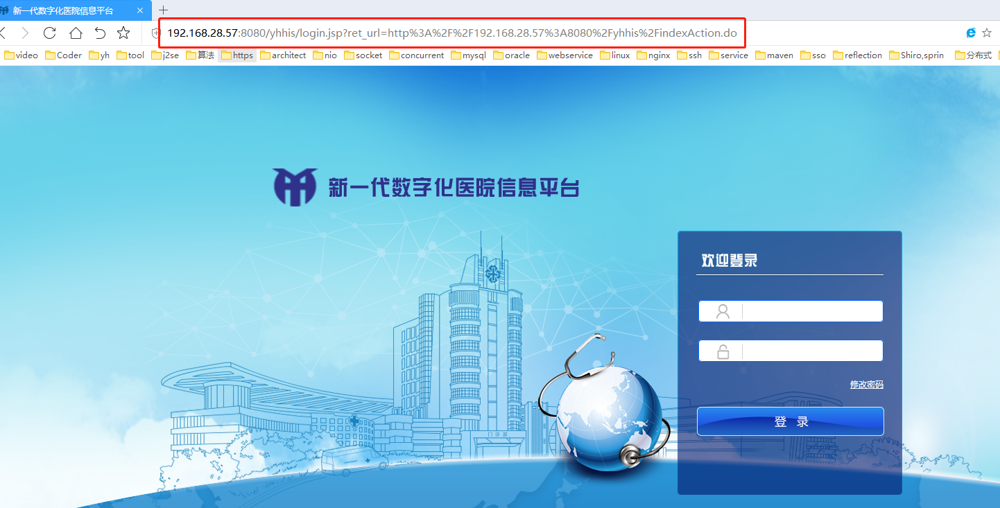 新一代数字化医院信息平台
192.168.28.57:8080/yhhis/login.jsp?ret_url=http%3A%2F%2F192.168.28.57%3A8080%2Fyhhis%2FindexAction.do
video Coder yh tool j2se 算法 https architect nio socket concurrent mysql oracle webservice linux nginx ssh service maven sso reflection Shiro,sprin 分布式
新一代数字化医院信息平台
欢迎登录
修改密码
登 录
门诊部